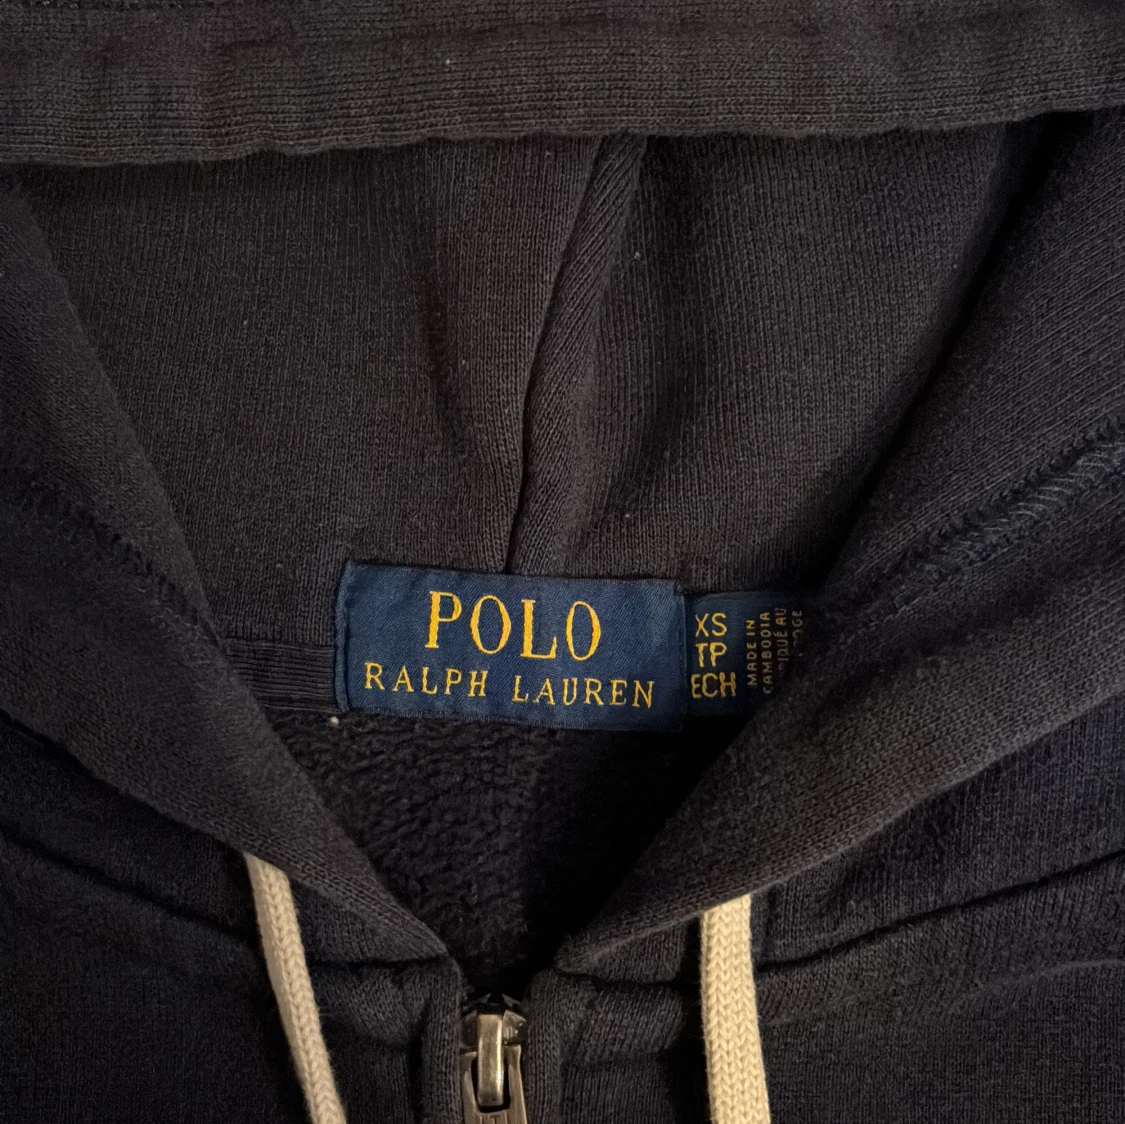 POLO
RALPH LAUREN
XS
TP
ECH
MADE IN
CAMBODIA